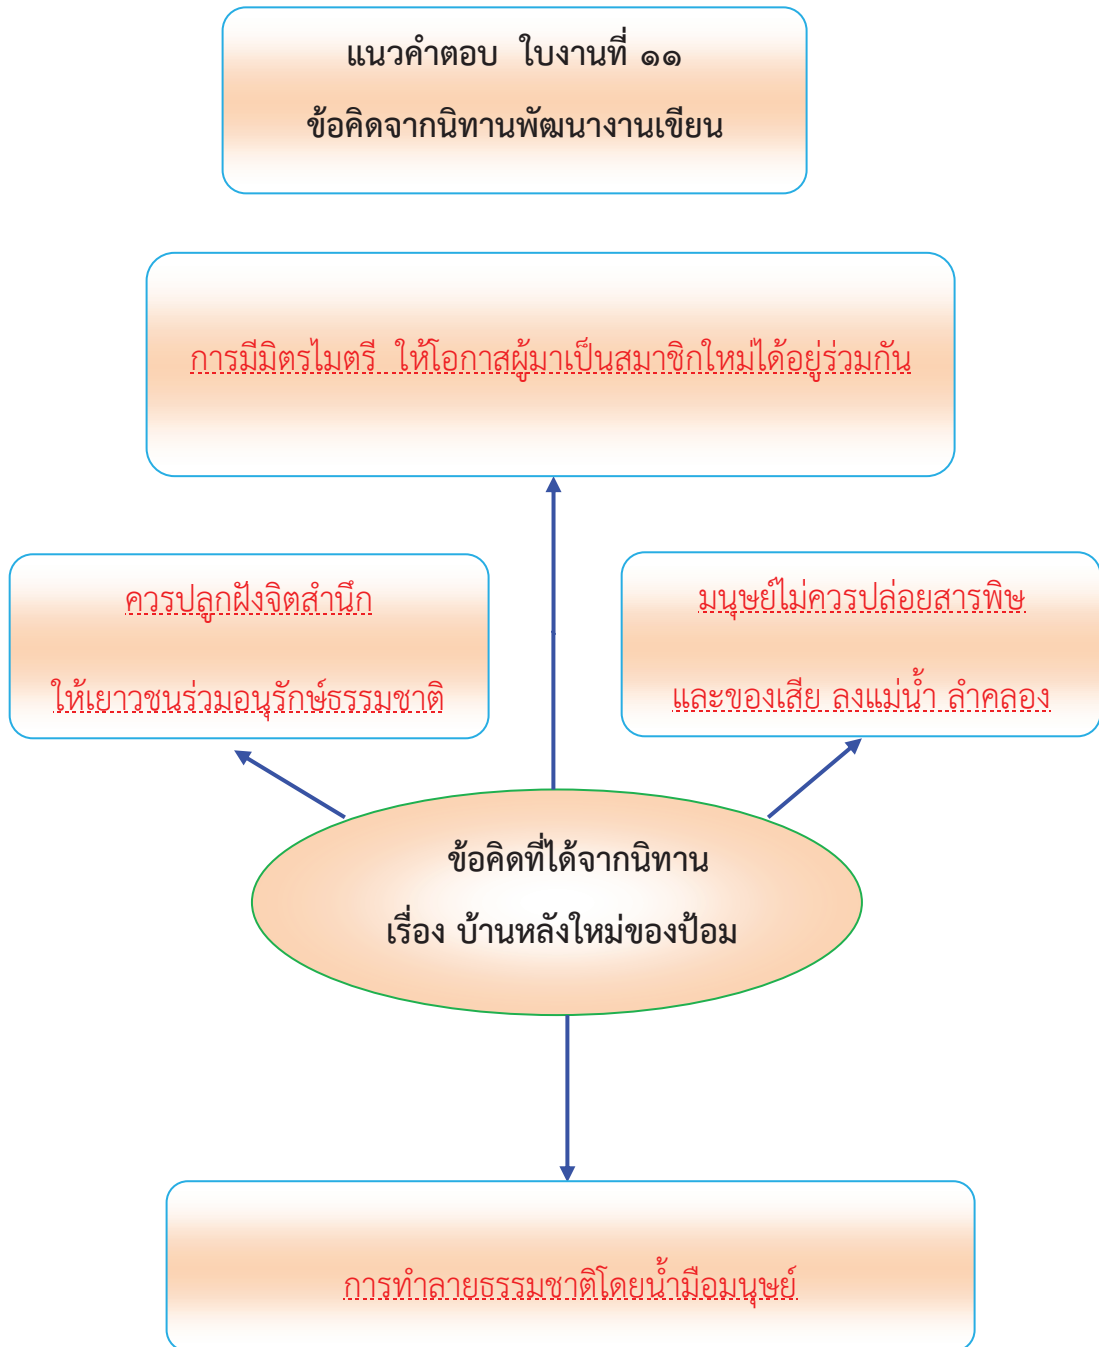 แนวคำตอบ ใบงานที่ ๑๑
ข้อคิดจากนิทานพัฒนางานเขียน
การมีมิตรไมตรี ให้โอกาสผู้มาเป็นสมาชิกใหม่ได้อยู่ร่วมกัน
ควรปลูกฝังจิตสำนึก
ให้เยาวชนร่วมอนุรักษ์ธรรมชาติ
มนุษย์ไม่ควรปล่อยสารพิษ
และของเสีย ลงแม่น้ำ ลำคลอง
ข้อคิดที่ได้จากนิทาน
เรื่อง บ้านหลังใหม่ของป้อม
การทำลายธรรมชาติโดยน้ำมือมนุษย์